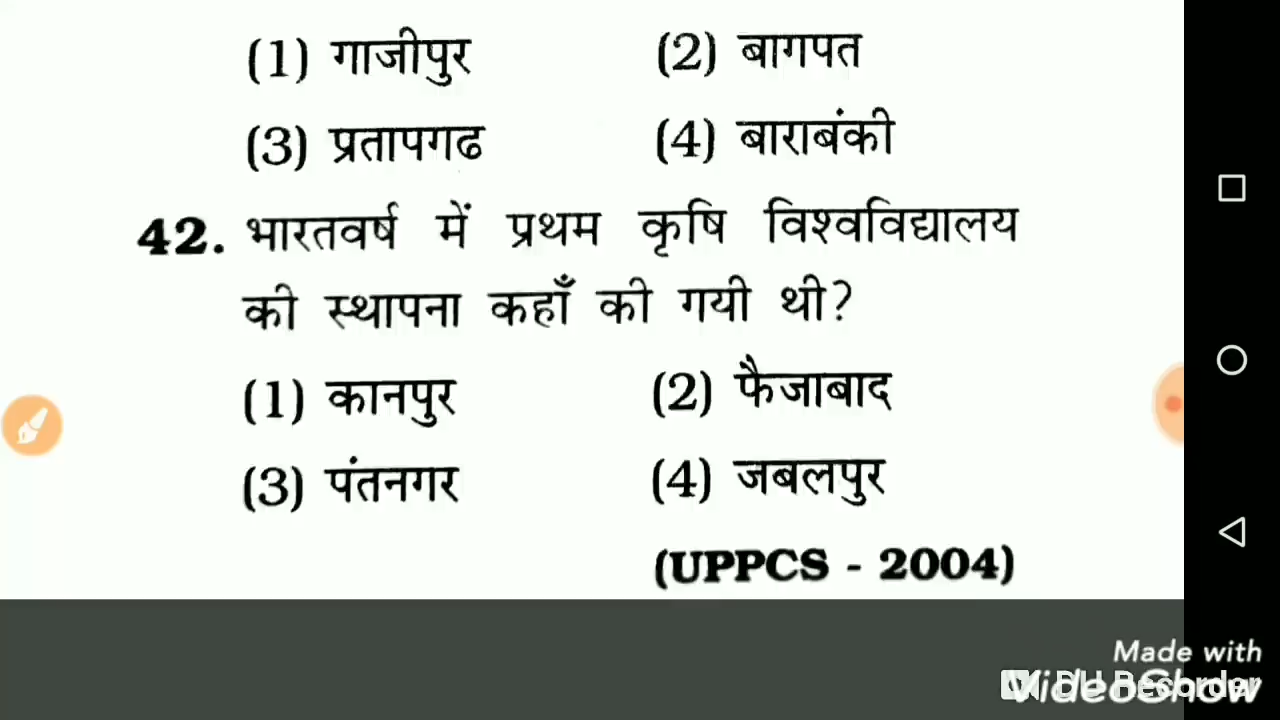 (1) गाजीपुर (2) बागपत
(3) प्रतापगढ (4) बाराबंकी
42. भारतवर्ष में प्रथम कृषि विश्वविद्यालय
की स्थापना कहाँ की गयी थी?
(1) कानपुर (2) फैजाबाद
(3) पंतनगर (4) जबलपुर
(UPPCS - 2004)
Made with
VideoShow